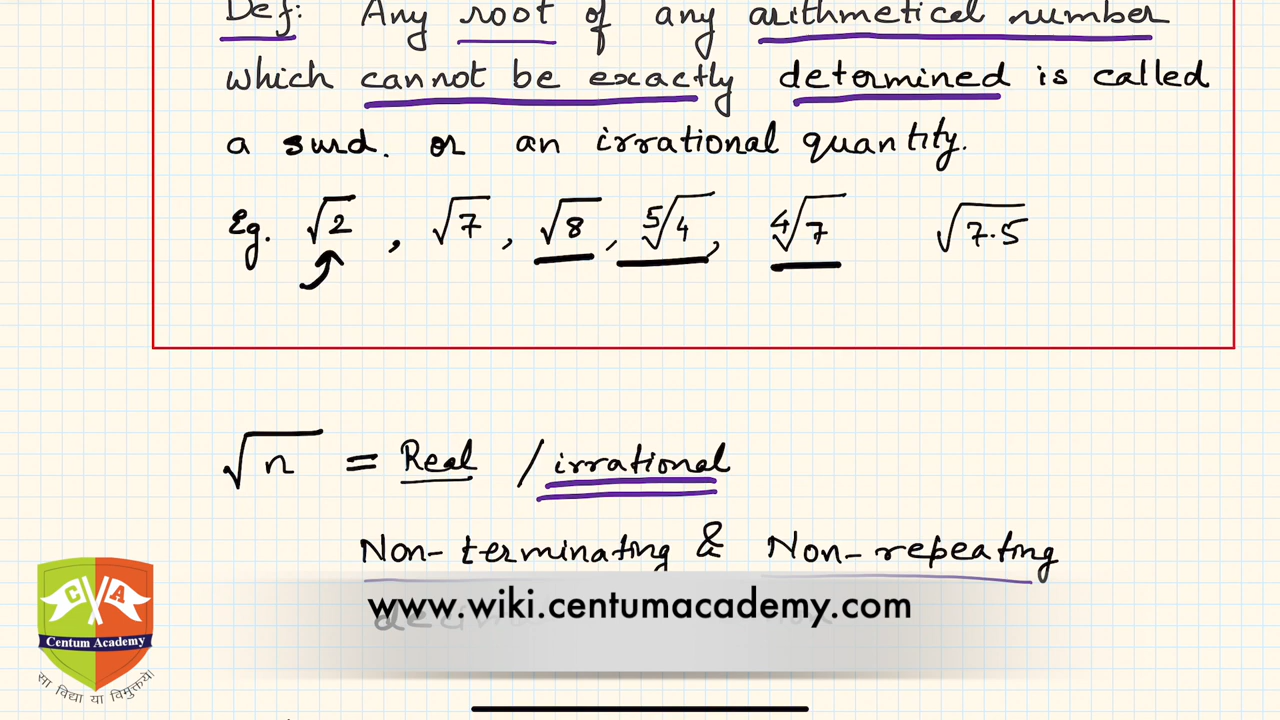 Def: Any root of any arithmetical number
which cannot be exactly determined is called
a surd. or an irrational quantity.
Eg. √2 , √7 , √8 , ⁵√4 , ⁴√7 √7.5
√n = Real / irrational
Non-terminating & Non-repeating
www.wiki.centumacademy.com
C A
Centum Academy
सा विद्या या विमुक्तये।